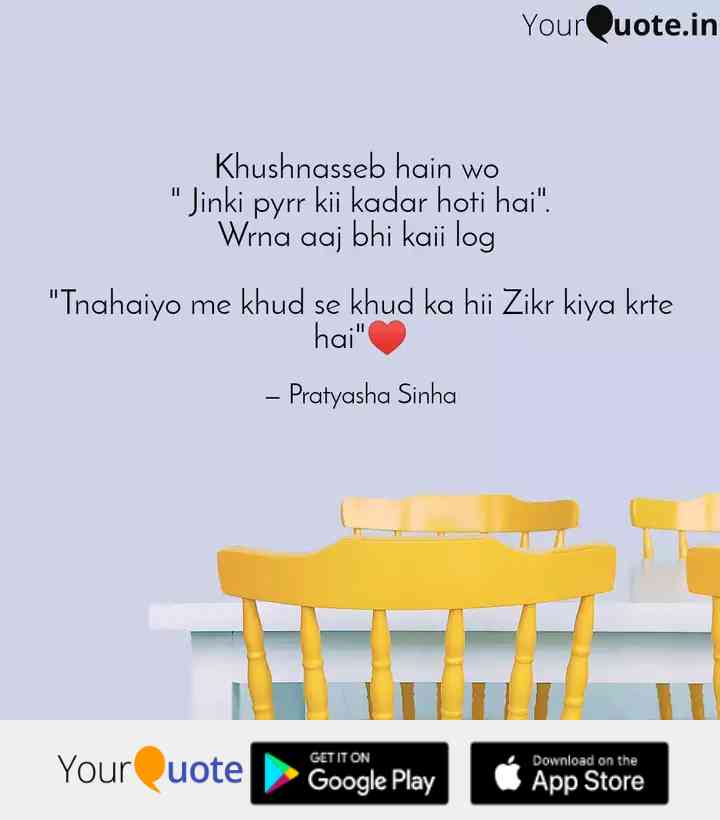 YourQuote.in
Khushnasseb hain wo
" Jinki pyrr kii kadar hoti hai".
Wrna aaj bhi kaii log
"Tnahaiyo me khud se khud ka hii Zikr kiya krte
hai"❤️
– Pratyasha Sinha
YourQuote
GET IT ON
Google Play
Download on the
App Store